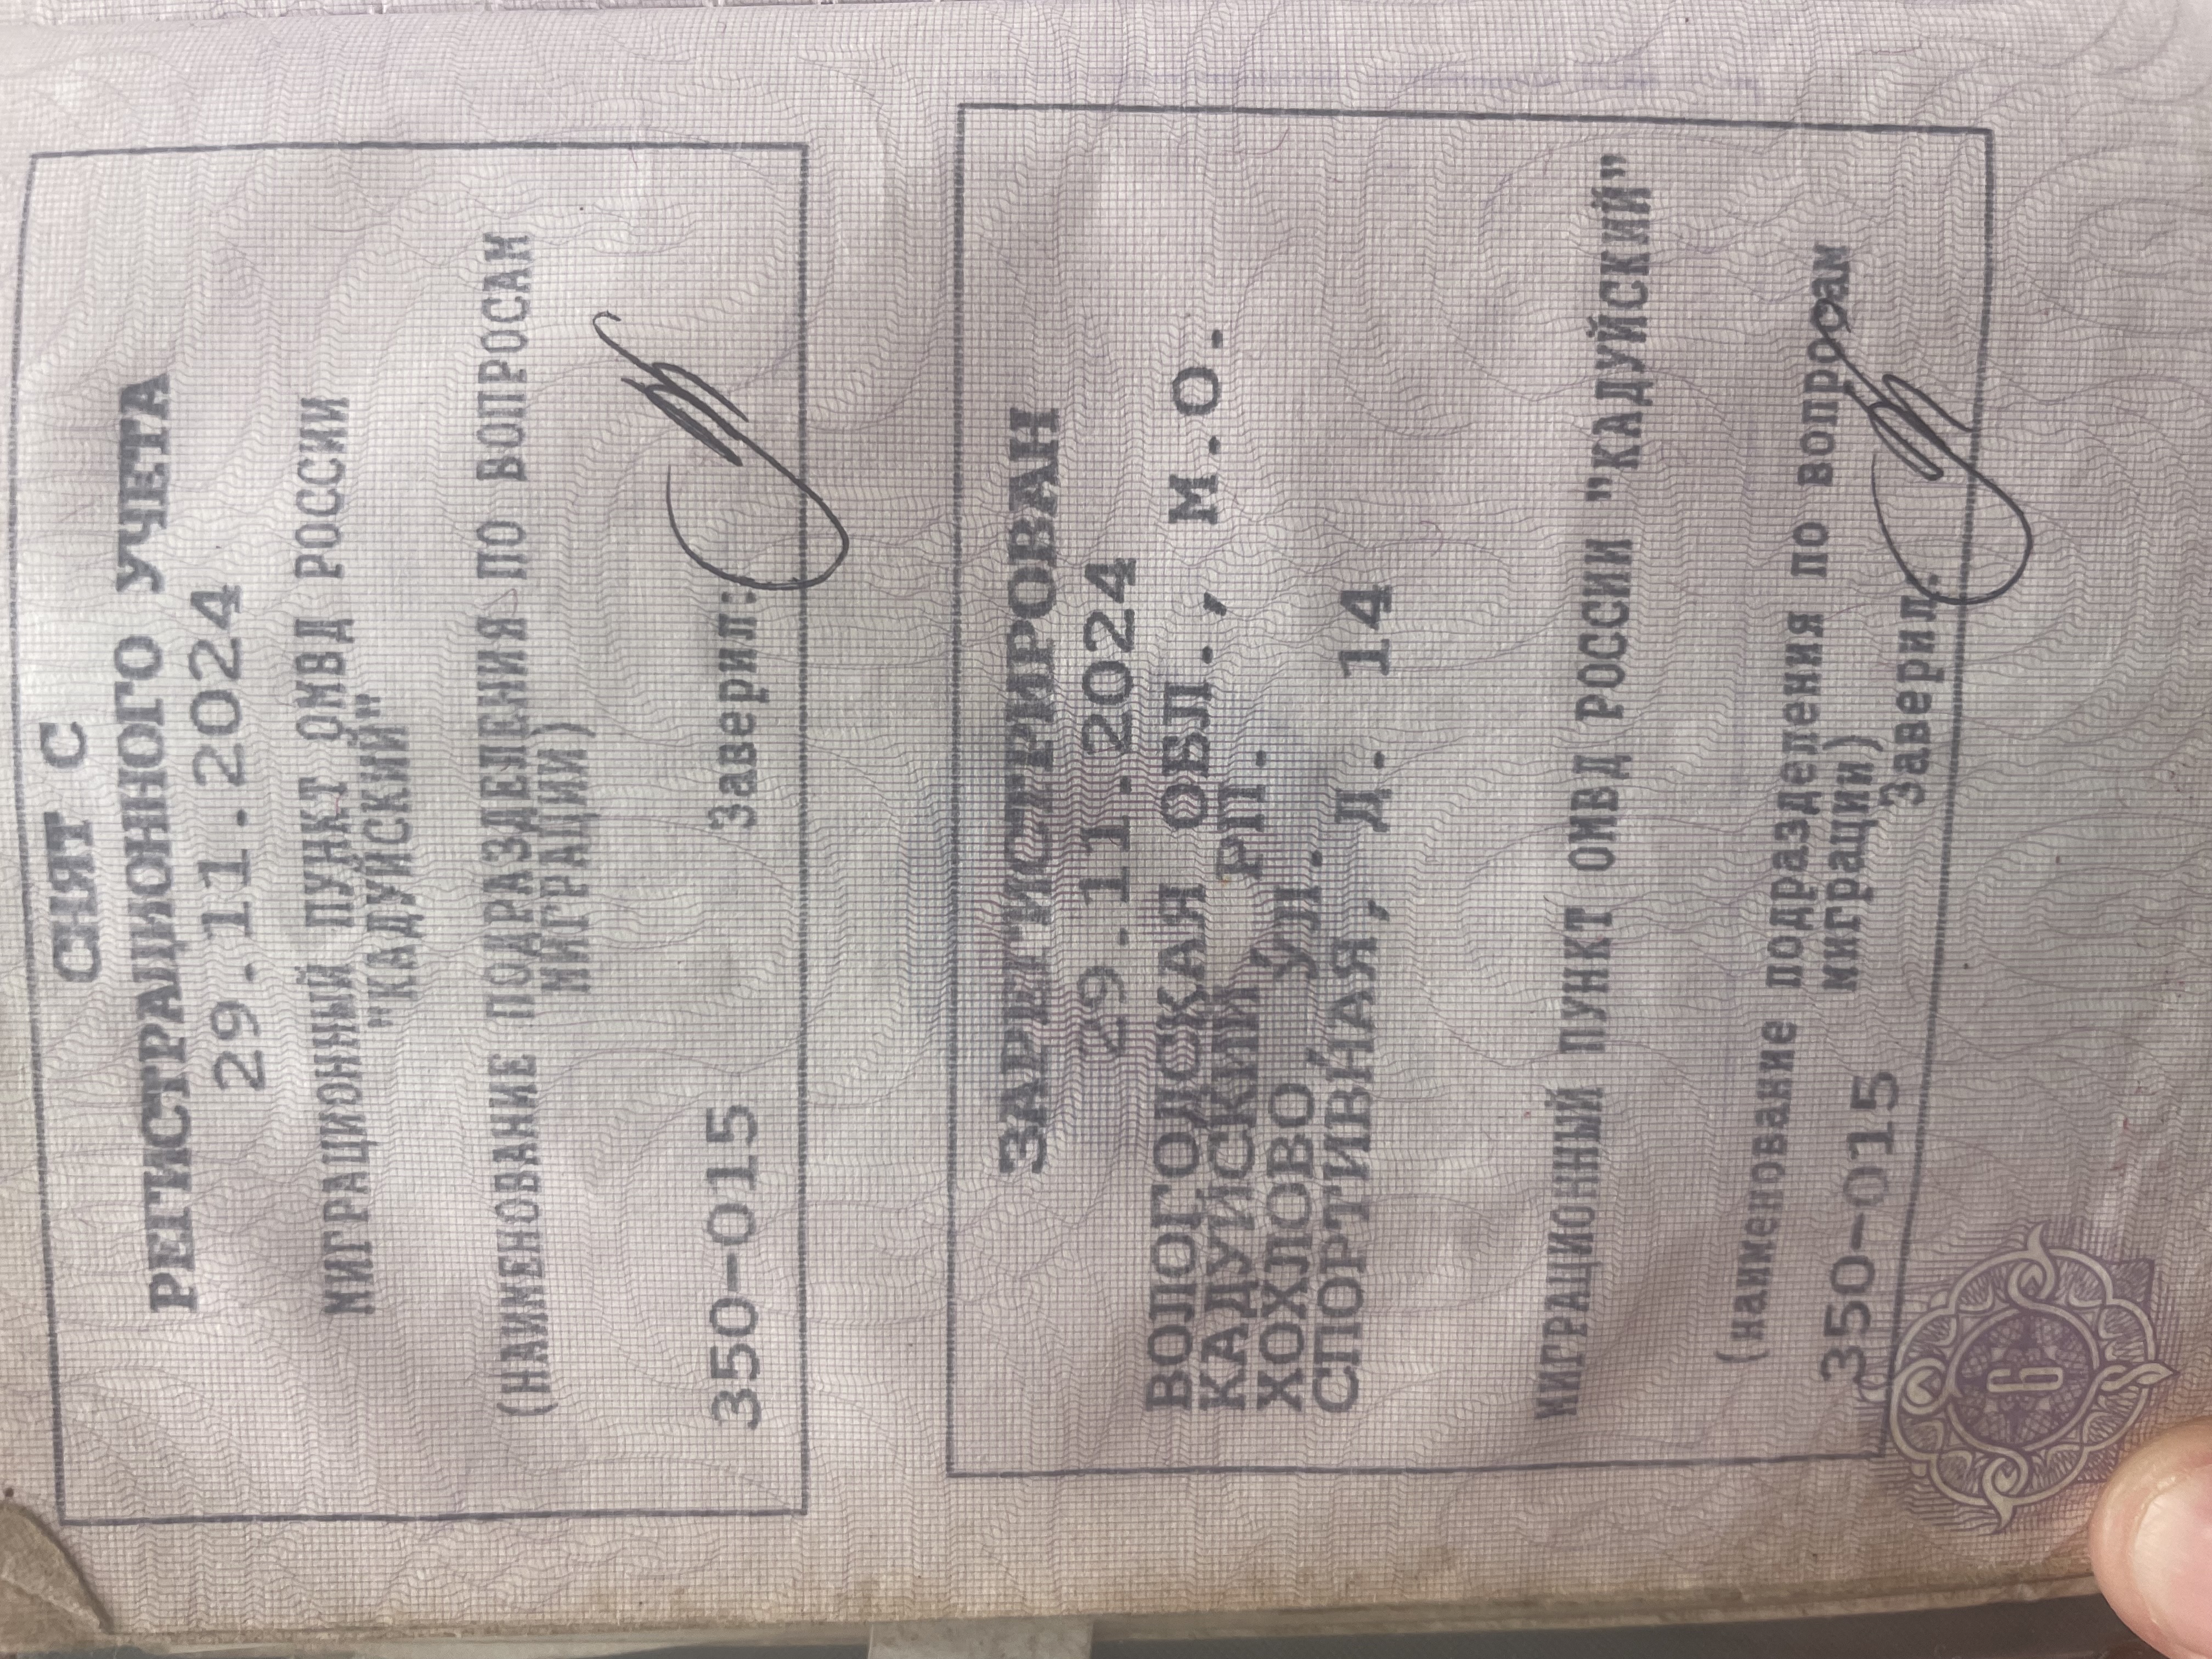 СНЯТ С
РЕГИСТРАЦИОННОГО УЧЕТА
29.11.2024
МИГРАЦИОННЫЙ ПУНКТ ОМВД РОССИИ
"КАДУЙСКИЙ"
(НАИМЕНОВАНИЕ ПОДРАЗДЕЛЕНИЯ ПО ВОПРОСАМ
МИГРАЦИИ)
350-015 Заверил:
ЗАРЕГИСТРИРОВАН
29.11.2024
ВОЛОГОДСКАЯ ОБЛ., М.О.
КАДУЙСКИЙ, РП.
ХОХЛОВО, УЛ.
СПОРТИВНАЯ, Д. 14
МИГРАЦИОННЫЙ ПУНКТ ОМВД РОССИИ "КАДУЙСКИЙ"
(наименование подразделения по вопросам
миграции)
350-015 Заверил:
6